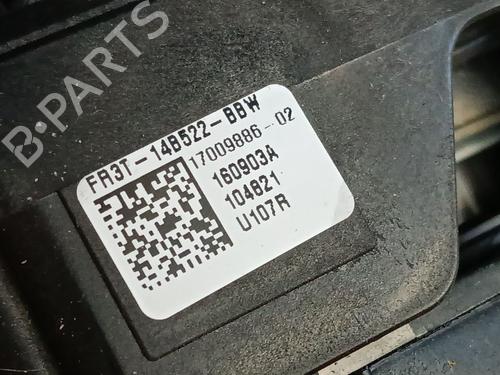 B-PARTS
FR3T-14B522-BBW
17009886-02
160903A
104821
U107R